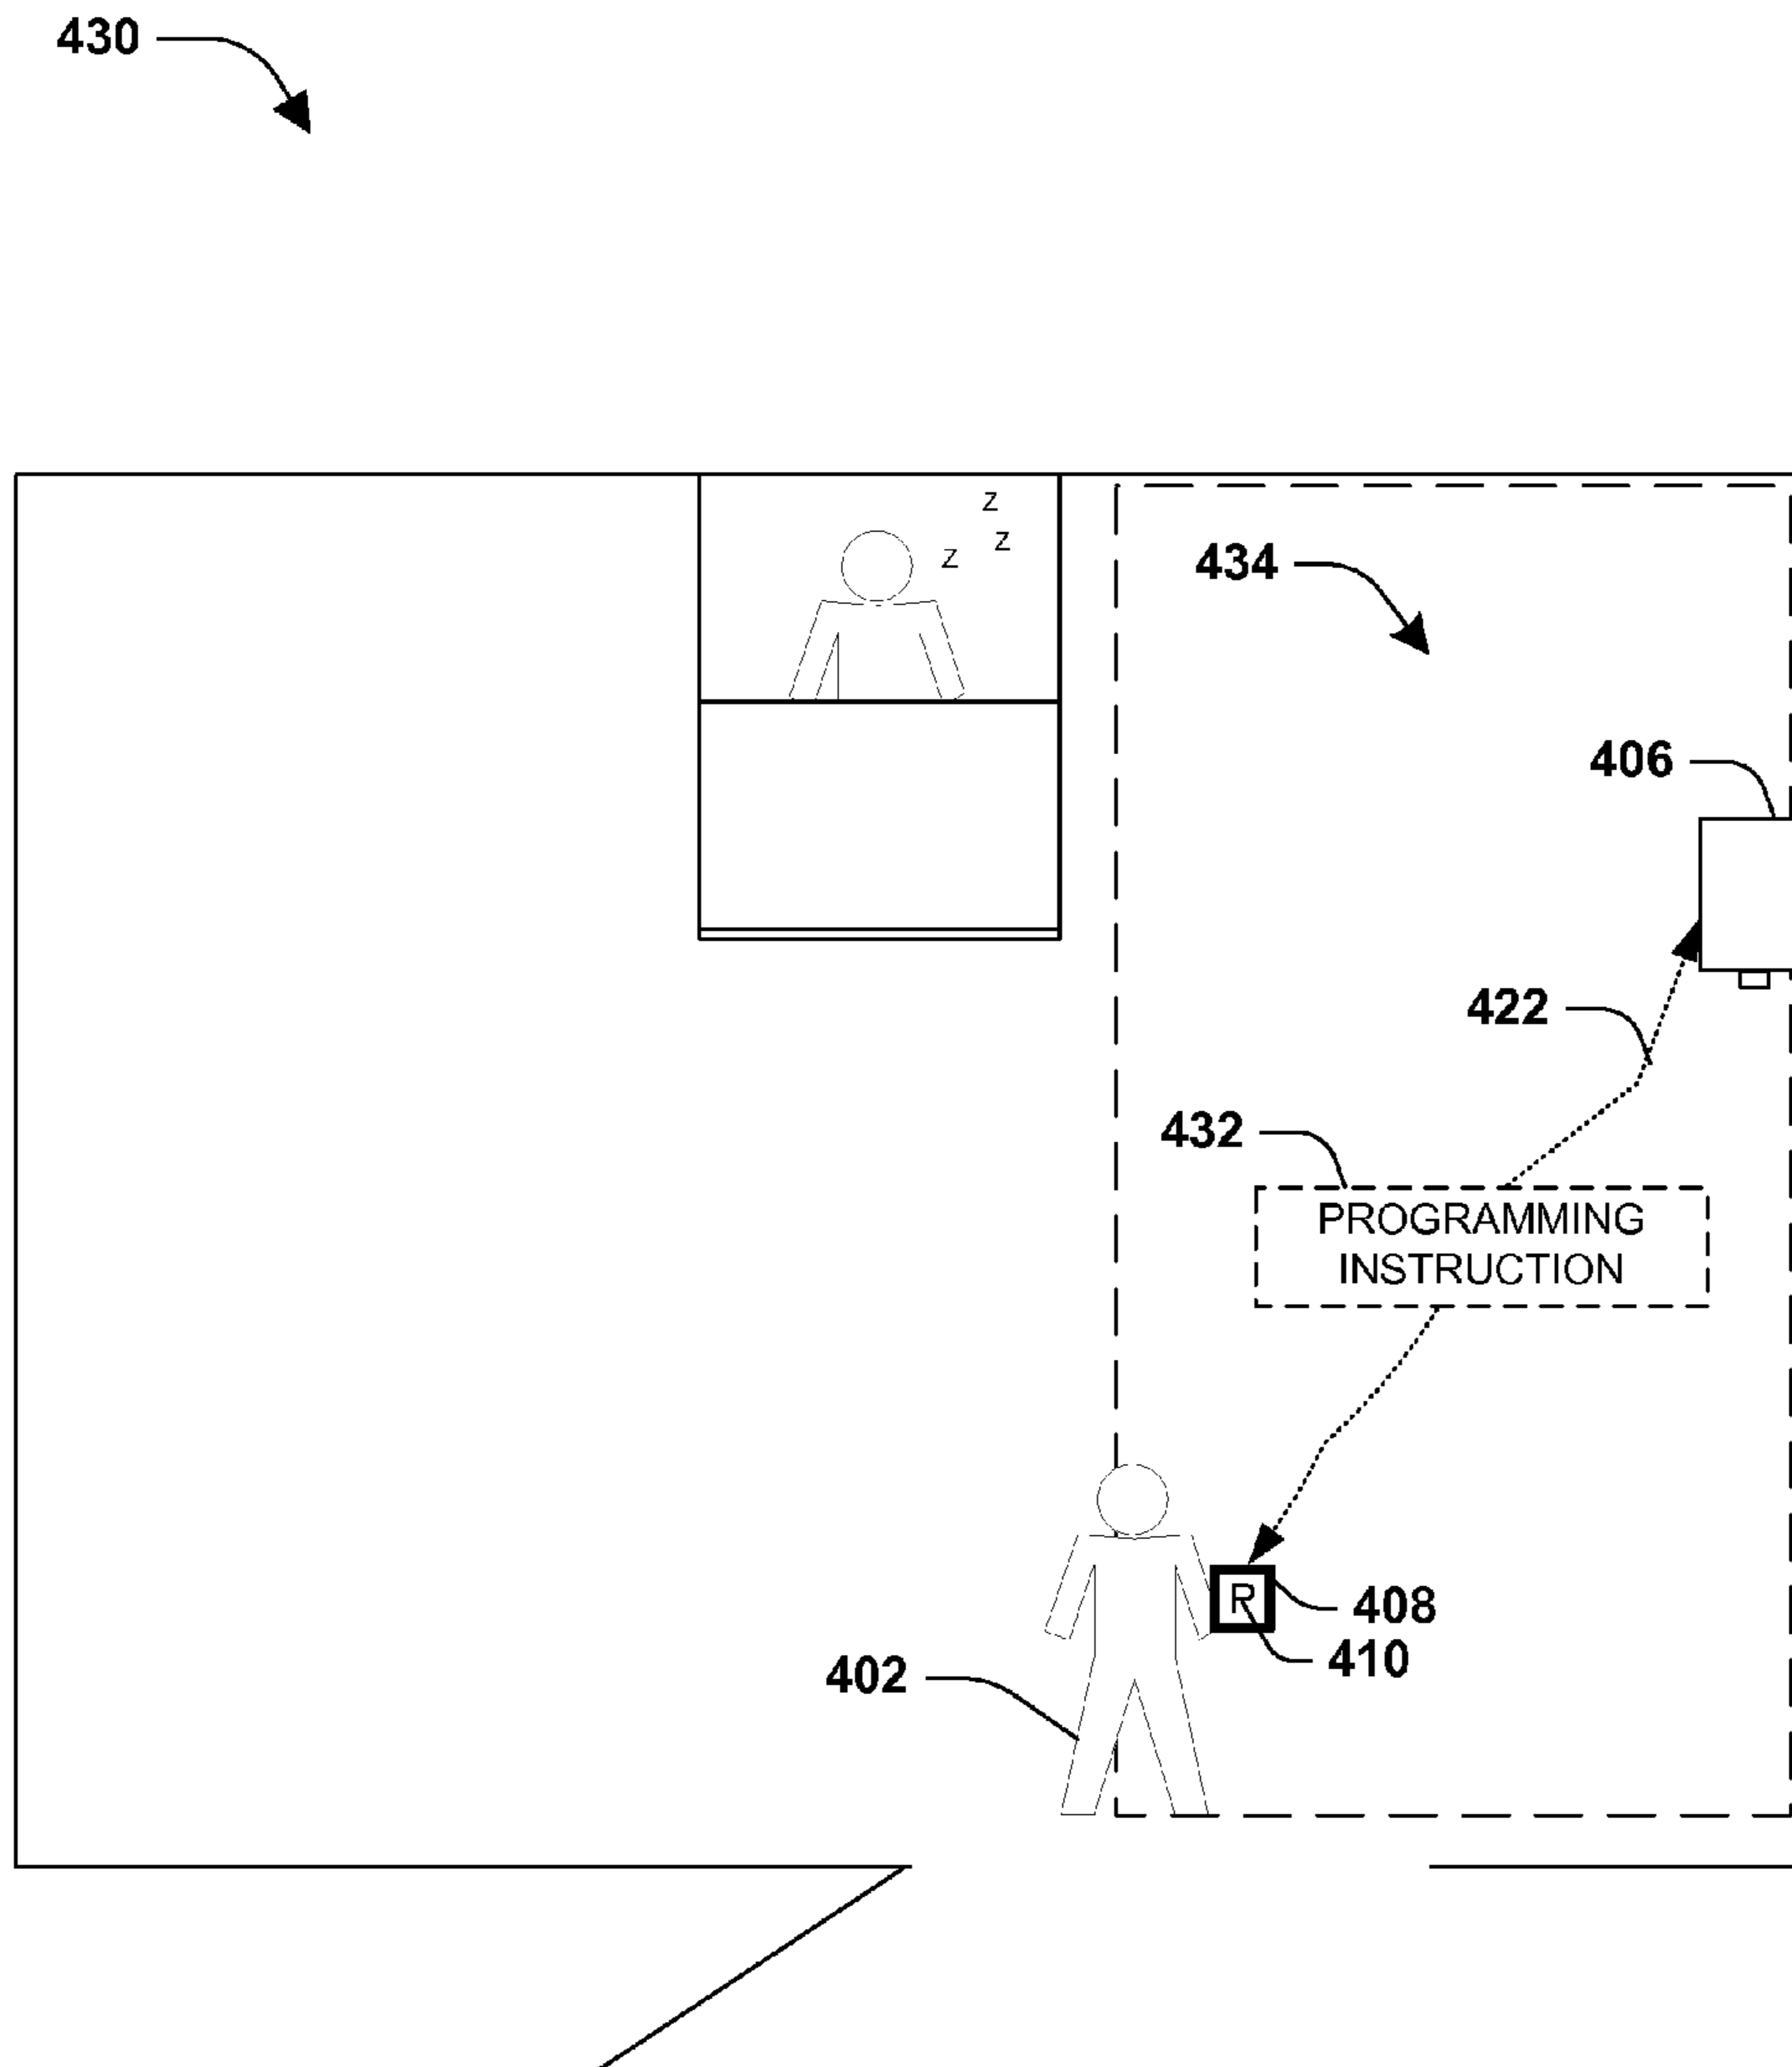 430
z
z
z
434
406
422
432
PROGRAMMING
INSTRUCTION
R
408
410
402